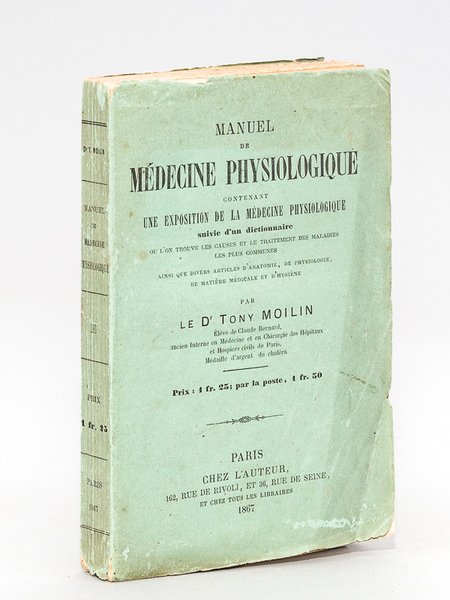 MANUEL
DE
MÉDECINE PHYSIOLOGIQUE
CONTENANT
UNE EXPOSITION DE LA MÉDECINE PHYSIOLOGIQUE
suivie d'un dictionnaire
OU L'ON TROUVE LES CAUSES ET LE TRAITEMENT DES MALADIES
LES PLUS COMMUNES
AINSI QUE DIVERS ARTICLES D'ANATOMIE, DE PHYSIOLOGIE,
DE MATIÈRE MÉDICALE ET D'HYGIÈNE
PAR
LE Dr TONY MOILIN
Élève de Claude Bernard,
ancien Interne en Médecine et en Chirurgie des Hôpitaux
et Hospices civils de Paris,
Médaille d'argent du choléra.
Prix : 1 fr. 25; par la poste, 1 fr. 50
PARIS
CHEZ L'AUTEUR,
162, RUE DE RIVOLI, ET 36, RUE DE SEINE,
ET CHEZ TOUS LES LIBRAIRES
1867
Dr T. MOILIN
MANUEL
DE
MÉDECINE
PHYSIOLOGIQUE
PRIX
1 fr. 25
PARIS
1867